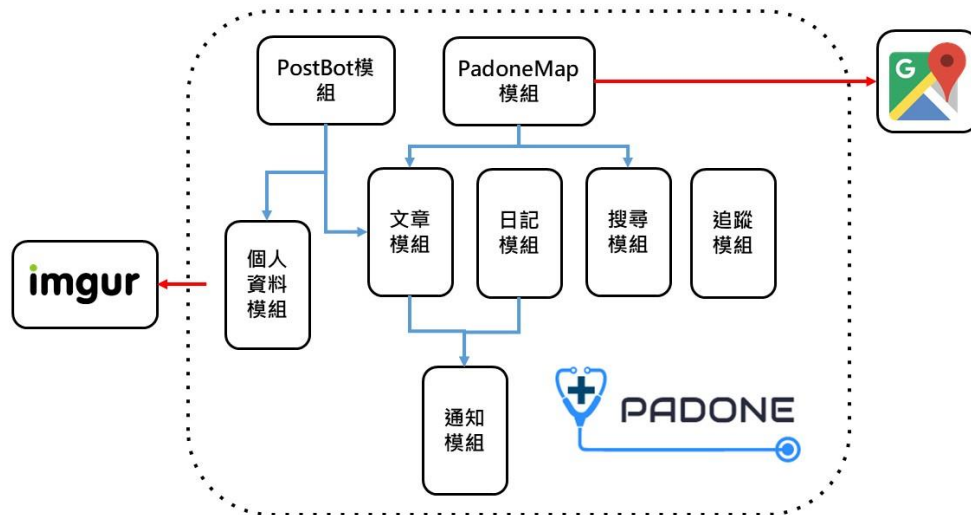 PostBot模
組
PadoneMap
模組
G
文章
模組
日記
模組
搜尋
模組
追蹤
模組
個人
資料
模組
imgur
通知
模組
PADONE